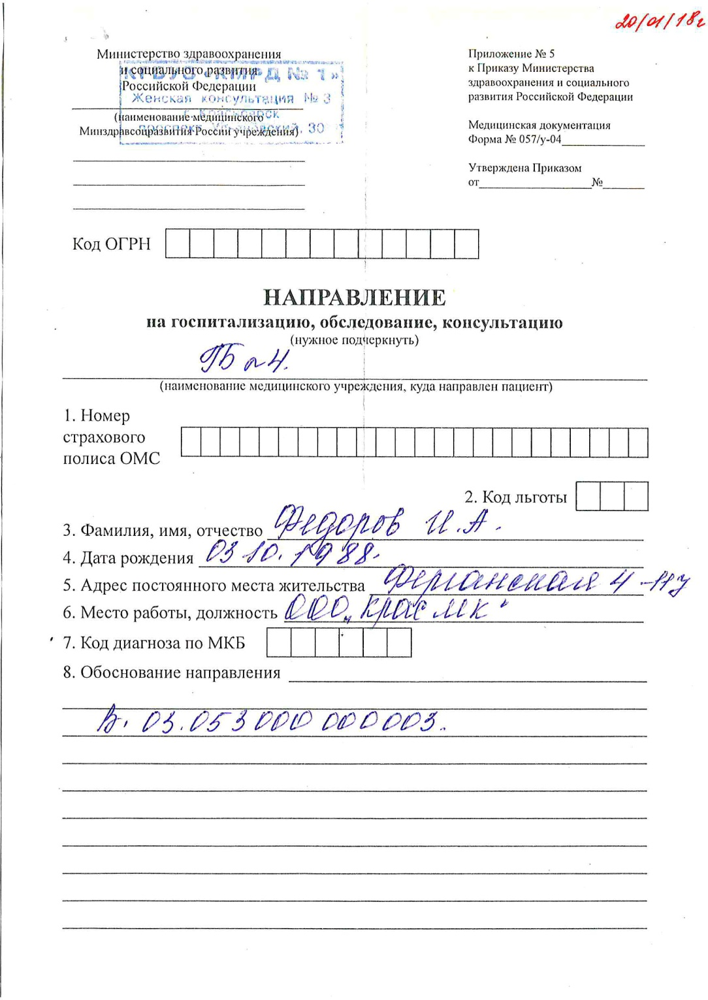 20/01/18г
Министерство здравоохранения
и социального развития
Российской Федерации
КГБУЗ «КМРД № 1»
Женская консультация № 3
г. Красноярск
проспект Ульяновский, 30
(наименование медицинского
Минздравсоцразвития России учреждения)
Приложение № 5
к Приказу Министерства
здравоохранения и социального
развития Российской Федерации
Медицинская документация
Форма № 057/у-04
Утверждена Приказом
от №
Код ОГРН
НАПРАВЛЕНИЕ
на госпитализацию, обследование, консультацию
(нужное подчеркнуть)
ГБ №4.
(наименование медицинского учреждения, куда направлен пациент)
1. Номер
страхового
полиса ОМС
2. Код льготы
3. Фамилия, имя, отчество Федоров И.А.
4. Дата рождения 03 10. 1988.
5. Адрес постоянного места жительства Ферганская 4
6. Место работы, должность ООО „КрасМК"
7. Код диагноза по МКБ
8. Обоснование направления
В. 03.053 000 000003.